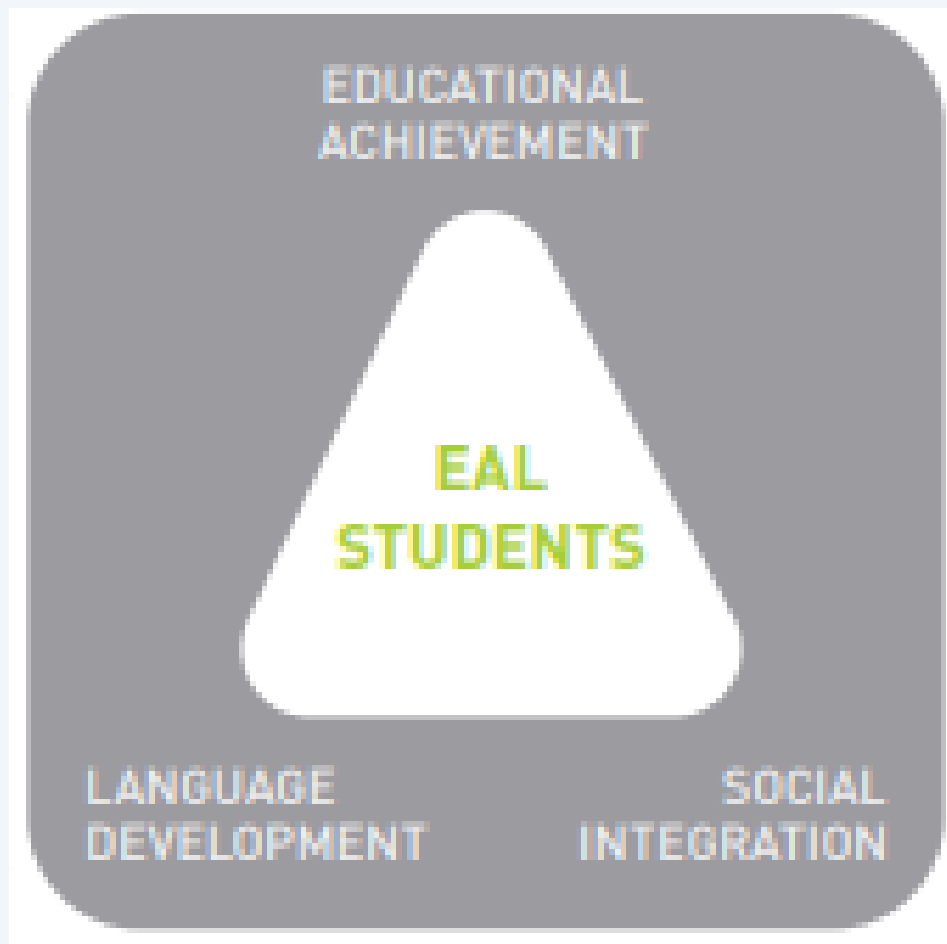 EDUCATIONAL
ACHIEVEMENT
EAL
STUDENTS
LANGUAGE
DEVELOPMENT
SOCIAL
INTEGRATION